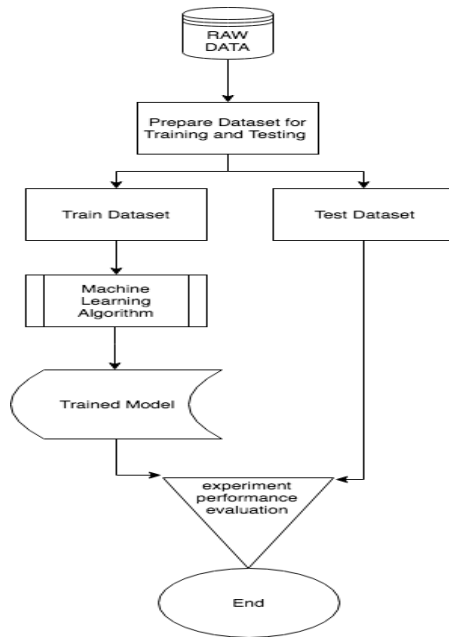 RAW
DATA
Prepare Dataset for
Training and Testing
Train Dataset
Test Dataset
Machine
Learning
Algorithm
Trained Model
experiment
performance
evaluation
End